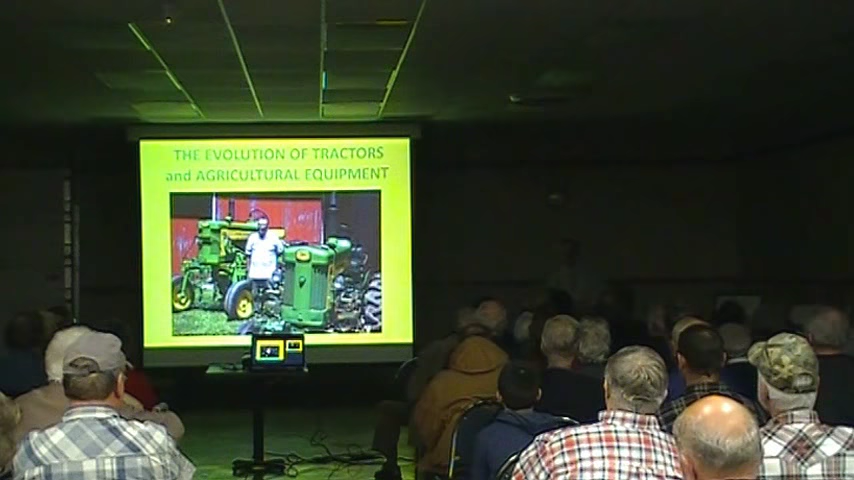 THE EVOLUTION OF TRACTORS
and AGRICULTURAL EQUIPMENT